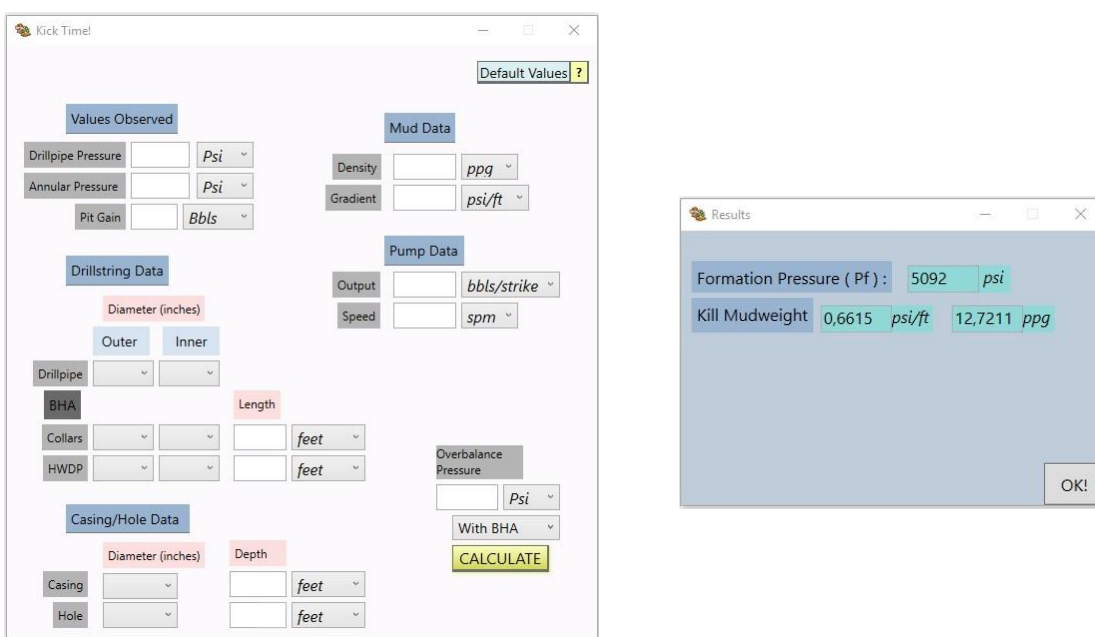 Kick Time!
Default Values ?
Values Observed
Drillpipe Pressure Psi
Annular Pressure Psi
Pit Gain Bbls
Mud Data
Density ppg
Gradient psi/ft
Pump Data
Output bbls/strike
Speed spm
Drillstring Data
Diameter (inches)
Outer Inner
Drillpipe
BHA Length
Collars feet
HWDP feet
Overbalance
Pressure
Psi
With BHA
CALCULATE
Casing/Hole Data
Diameter (inches) Depth
Casing feet
Hole feet
Results
Formation Pressure ( Pf ) : 5092 psi
Kill Mudweight 0,6615 psi/ft 12,7211 ppg
OK!